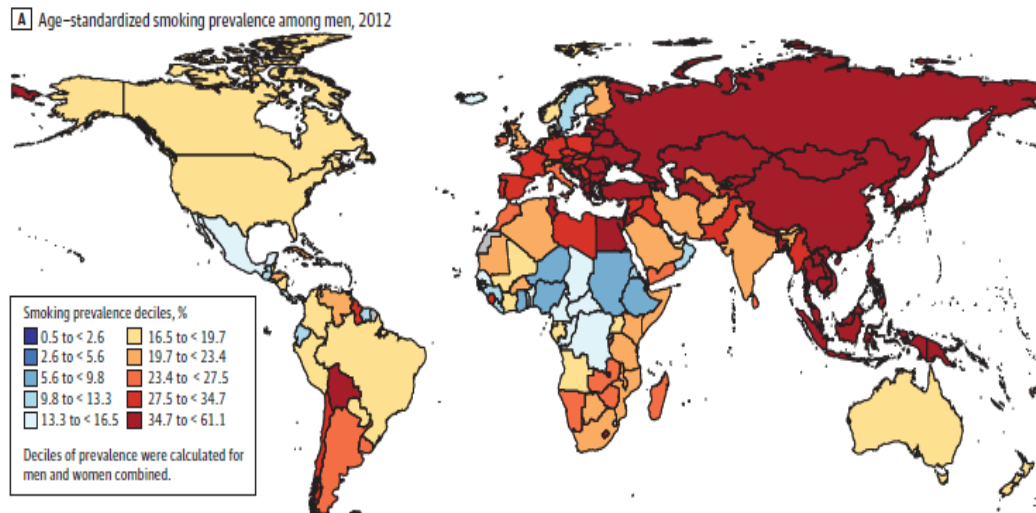 A Age–standardized smoking prevalence among men, 2012
Smoking prevalence deciles, %
0.5 to < 2.6 16.5 to < 19.7
2.6 to < 5.6 19.7 to < 23.4
5.6 to < 9.8 23.4 to < 27.5
9.8 to < 13.3 27.5 to < 34.7
13.3 to < 16.5 34.7 to < 61.1
Deciles of prevalence were calculated for
men and women combined.